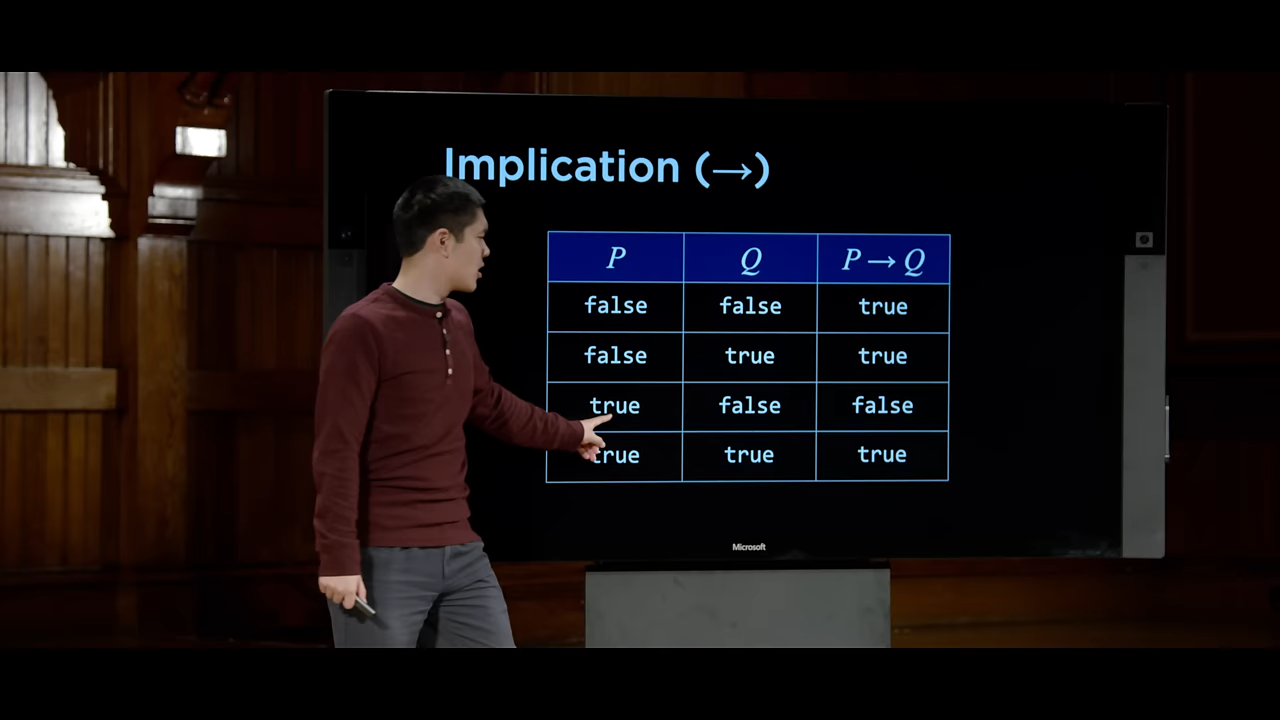 Implication (→)
P Q P → Q
false false true
false true true
true false false
true true true
Microsoft